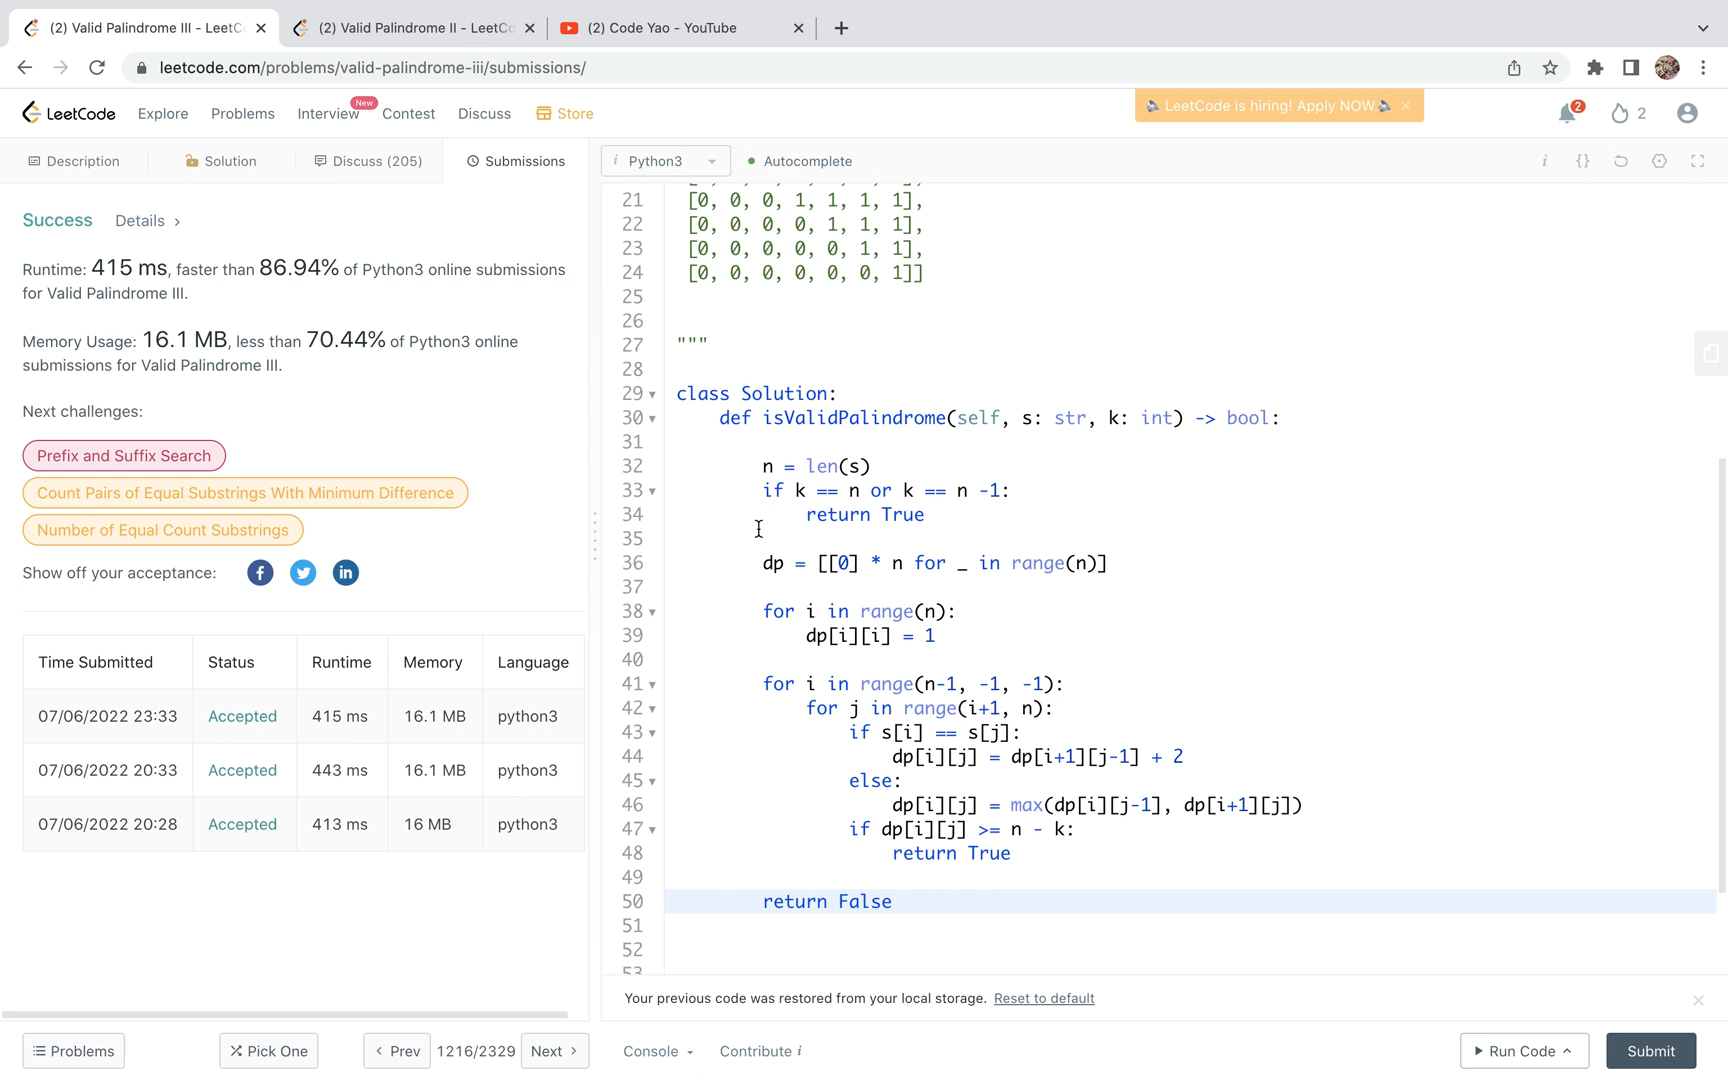 (2) Valid Palindrome III - LeetC
(2) Valid Palindrome II - LeetCo
(2) Code Yao - YouTube
leetcode.com/problems/valid-palindrome-iii/submissions/
LeetCode
Explore
Problems
Interview
New
Contest
Discuss
Store
LeetCode is hiring! Apply NOW.
2
2
Description
Solution
Discuss (205)
Submissions
i Python3
Autocomplete
Success
Details >
Runtime: 415 ms, faster than 86.94% of Python3 online submissions
for Valid Palindrome III.
Memory Usage: 16.1 MB, less than 70.44% of Python3 online
submissions for Valid Palindrome III.
Next challenges:
Prefix and Suffix Search
Count Pairs of Equal Substrings With Minimum Difference
Number of Equal Count Substrings
Show off your acceptance:
Time Submitted Status Runtime Memory Language
07/06/2022 23:33 Accepted 415 ms 16.1 MB python3
07/06/2022 20:33 Accepted 443 ms 16.1 MB python3
07/06/2022 20:28 Accepted 413 ms 16 MB python3
21 [0, 0, 0, 1, 1, 1, 1],
22 [0, 0, 0, 0, 1, 1, 1],
23 [0, 0, 0, 0, 0, 1, 1],
24 [0, 0, 0, 0, 0, 0, 1]]
25
26
27 """
28
29 class Solution:
30 def isValidPalindrome(self, s: str, k: int) -> bool:
31
32 n = len(s)
33 if k == n or k == n -1:
34 return True
35
36 dp = [[0] * n for _ in range(n)]
37
38 for i in range(n):
39 dp[i][i] = 1
40
41 for i in range(n-1, -1, -1):
42 for j in range(i+1, n):
43 if s[i] == s[j]:
44 dp[i][j] = dp[i+1][j-1] + 2
45 else:
46 dp[i][j] = max(dp[i][j-1], dp[i+1][j])
47 if dp[i][j] >= n - k:
48 return True
49
50 return False
51
52
53
Your previous code was restored from your local storage. Reset to default
Problems
Pick One
< Prev
1216/2329
Next >
Console
Contribute i
Run Code
Submit